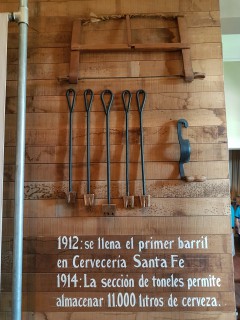 1912: se llena el primer barril
en Cervecería Santa Fe
1914: La sección de toneles permite
almacenar 11.000 litros de cerveza.